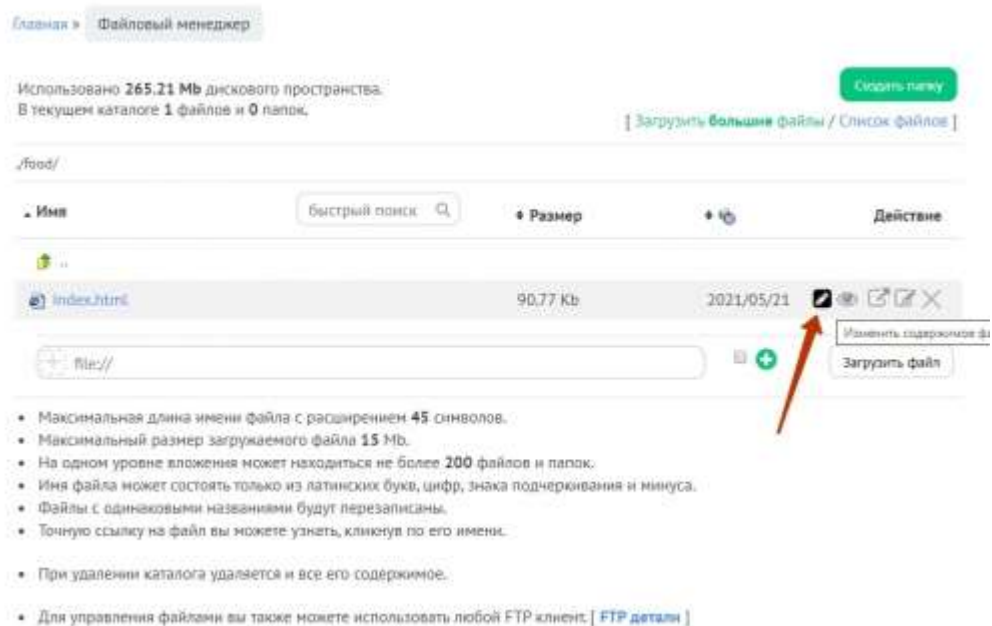 Главная » Файловый менеджер
Использовано 265.21 Mb дискового пространства.
В текущем каталоге 1 файлов и 0 папок.
Создать папку
[ Загрузить большие файлы / Список файлов ]
./food/
Имя быстрый поиск Размер Действие
..
index.html 90.77 Kb 2021/05/21
Изменить содержимое
file:// Загрузить файл
• Максимальная длина имени файла с расширением 45 символов.
• Максимальный размер загружаемого файла 15 Mb.
• На одном уровне вложения может находиться не более 200 файлов и папок.
• Имя файла может состоять только из латинских букв, цифр, знака подчеркивания и минуса.
• Файлы с одинаковыми названиями будут перезаписаны.
• Точную ссылку на файл вы можете узнать, кликнув по его имени.
• При удалении каталога удаляется и все его содержимое.
• Для управления файлами вы также можете использовать любой FTP клиент. [ FTP детали ]